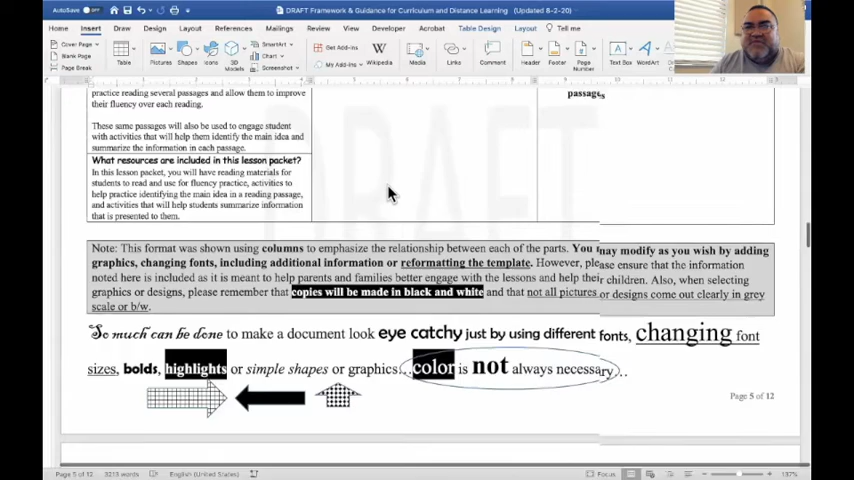 AutoSave OFF
DRAFT Framework & Guidance for Curriculum and Distance Learning (Updated 8-2-20)
Home Insert Draw Design Layout References Mailings Review View Developer Acrobat Table Design Layout Tell me
Cover Page
Blank Page
Page Break
Table
Pictures
Shapes
Icons
3D Models
SmartArt
Chart
Screenshot
Get Add-ins
My Add-ins
Wikipedia
Media
Links
Comment
Header
Footer
Page Number
Text Box
WordArt
practice reading several passages and allow them to improve
their fluency over each reading.
These same passages will also be used to engage student
with activities that will help them identify the main idea and
summarize the information in each passage.
What resources are included in this lesson packet?
In this lesson packet, you will have reading materials for
students to read and use for fluency practice, activities to
help practice identifying the main idea in a reading passage,
and activities that will help students summarize information
that is presented to them.
passages
DRAFT
Note: This format was shown using columns to emphasize the relationship between each of the parts. You may modify as you wish by adding
graphics, changing fonts, including additional information or reformatting the template. However, please ensure that the information
noted here is included as it is meant to help parents and families better engage with the lessons and help their children. Also, when selecting
graphics or designs, please remember that copies will be made in black and white and that not all pictures or designs come out clearly in grey
scale or b/w.
So much can be done to make a document look eye catchy just by using different fonts, changing font
sizes, bolds, highlights or simple shapes or graphics…color is not always necessary…
Page 5 of 12
Page 5 of 12 3213 words English (United States) Focus 137%